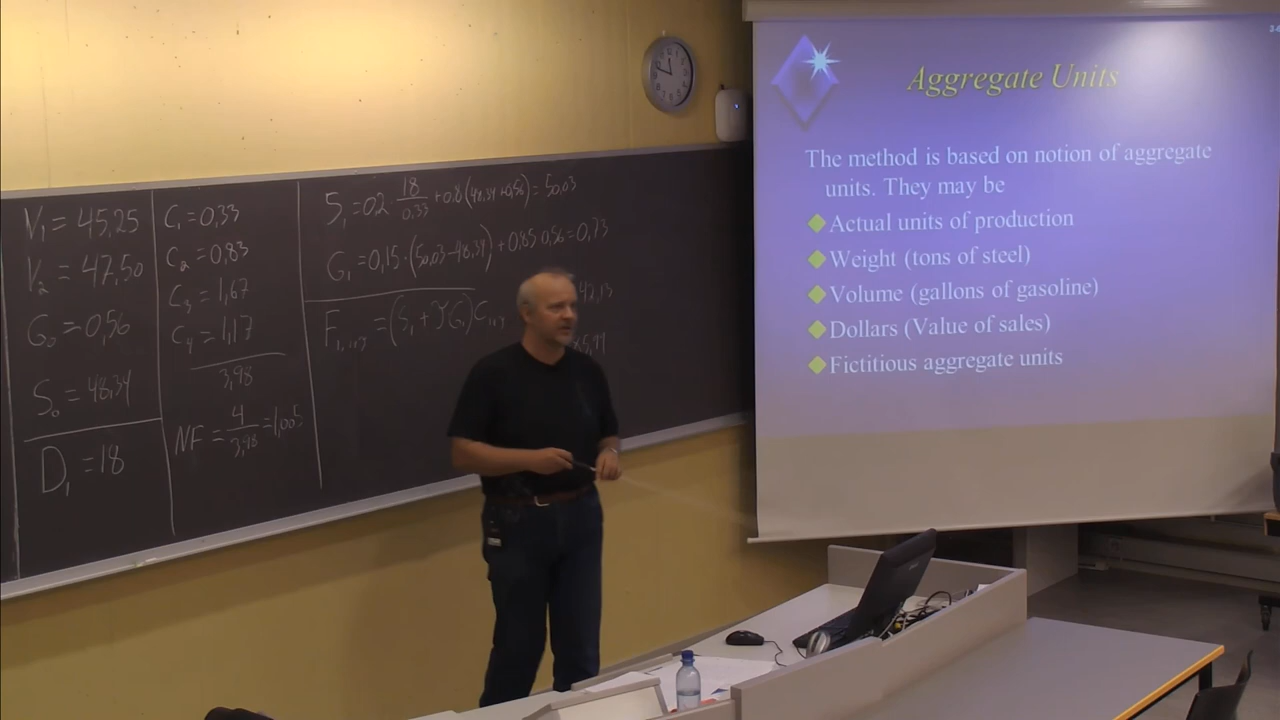 V₁ = 45,25
V₂ = 47,50
G₀ = 0,56
S₀ = 48,34
D₁ = 18
C₁ = 0,33
C₂ = 0,83
C₃ = 1,67
C₄ = 1,17
3,98
NF = 4/3,98 = 1,005
S₁ = 02 · 18/0,33 + 0.8(48,34 + 0,56) = 50,03
G₁ = 0,15 · (50,03 - 48,34) + 0,85 0,56 = 0,73
42,13
Aggregate Units
The method is based on notion of aggregate
units. They may be
Actual units of production
Weight (tons of steel)
Volume (gallons of gasoline)
Dollars (Value of sales)
Fictitious aggregate units